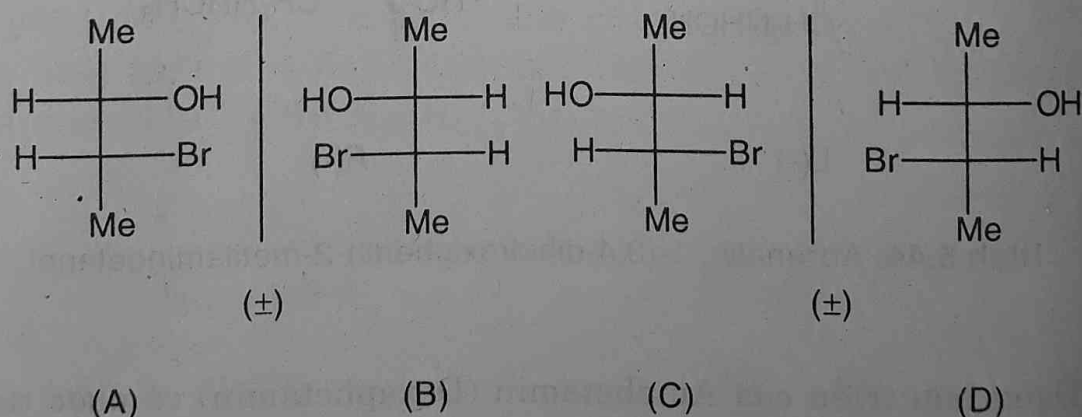 Me Me Me Me
H OH HO H HO H H OH
H Br Br H H Br Br H
Me Me Me Me
(±) (±)
(A) (B) (C) (D)